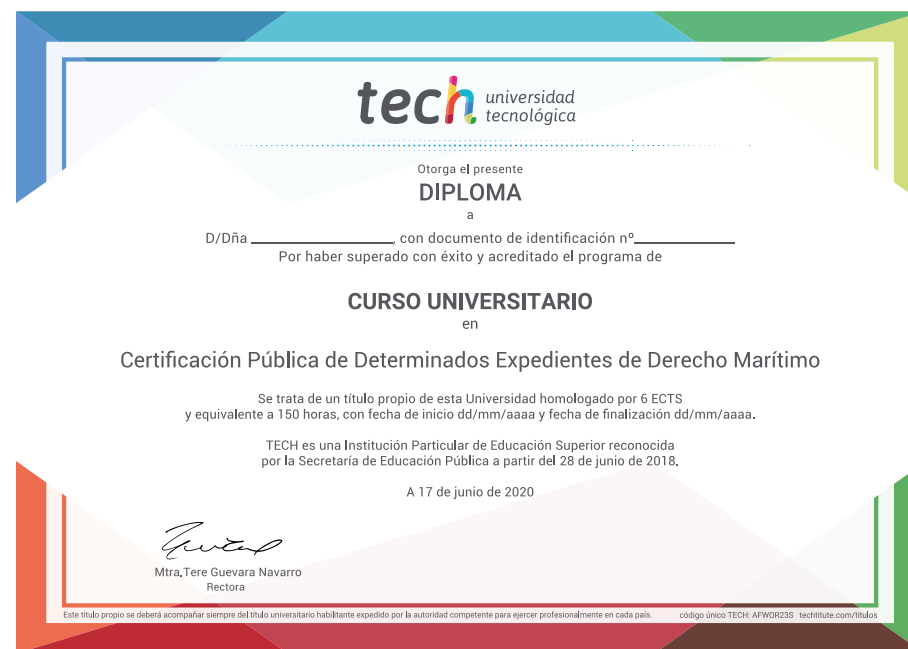 tech universidad
tecnológica
Otorga el presente
DIPLOMA
a
D/Dña ____________________, con documento de identificación nº______________
Por haber superado con éxito y acreditado el programa de
CURSO UNIVERSITARIO
en
Certificación Pública de Determinados Expedientes de Derecho Marítimo
Se trata de un título propio de esta Universidad homologado por 6 ECTS
y equivalente a 150 horas, con fecha de inicio dd/mm/aaaa y fecha de finalización dd/mm/aaaa.
TECH es una Institución Particular de Educación Superior reconocida
por la Secretaría de Educación Pública a partir del 28 de junio de 2018.
A 17 de junio de 2020
Mtra.Tere Guevara Navarro
Rectora
Este título propio se deberá acompañar siempre del título universitario habilitante expedido por la autoridad competente para ejercer profesionalmente en cada país. código único TECH: AFWOR23S techtitute.com/titulos